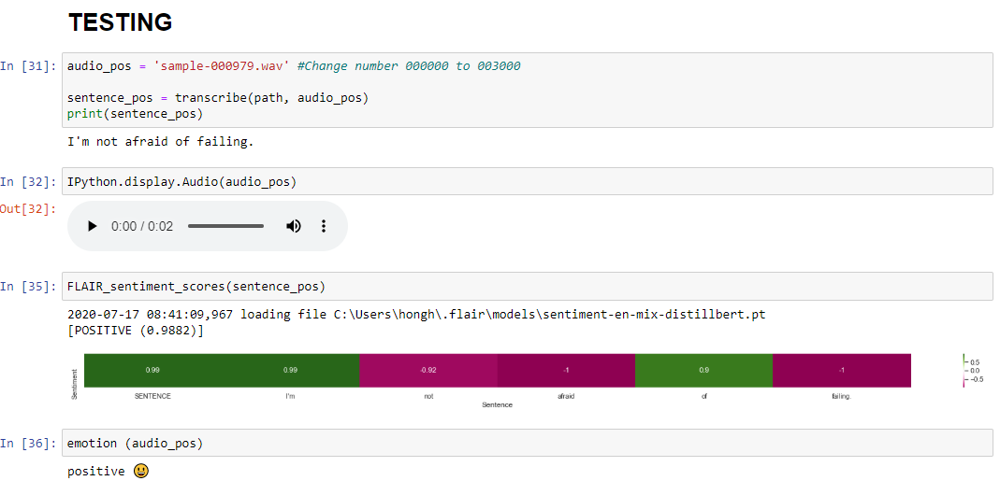 TESTING
In [31]: audio_pos = 'sample-000979.wav' #Change number 000000 to 003000
sentence_pos = transcribe(path, audio_pos)
print(sentence_pos)
I'm not afraid of failing.
In [32]: IPython.display.Audio(audio_pos)
Out[32]:
0:00 / 0:02
In [35]: FLAIR_sentiment_scores(sentence_pos)
2020-07-17 08:41:09,967 loading file C:\Users\hongh\.flair\models\sentiment-en-mix-distillbert.pt
[POSITIVE (0.9882)]
Sentiment
0.99 0.99 -0.92 -1 0.9 -1
SENTENCE I'm not afraid of failing.
Sentence
0.5
0.0
-0.5
In [36]: emotion (audio_pos)
positive 😃